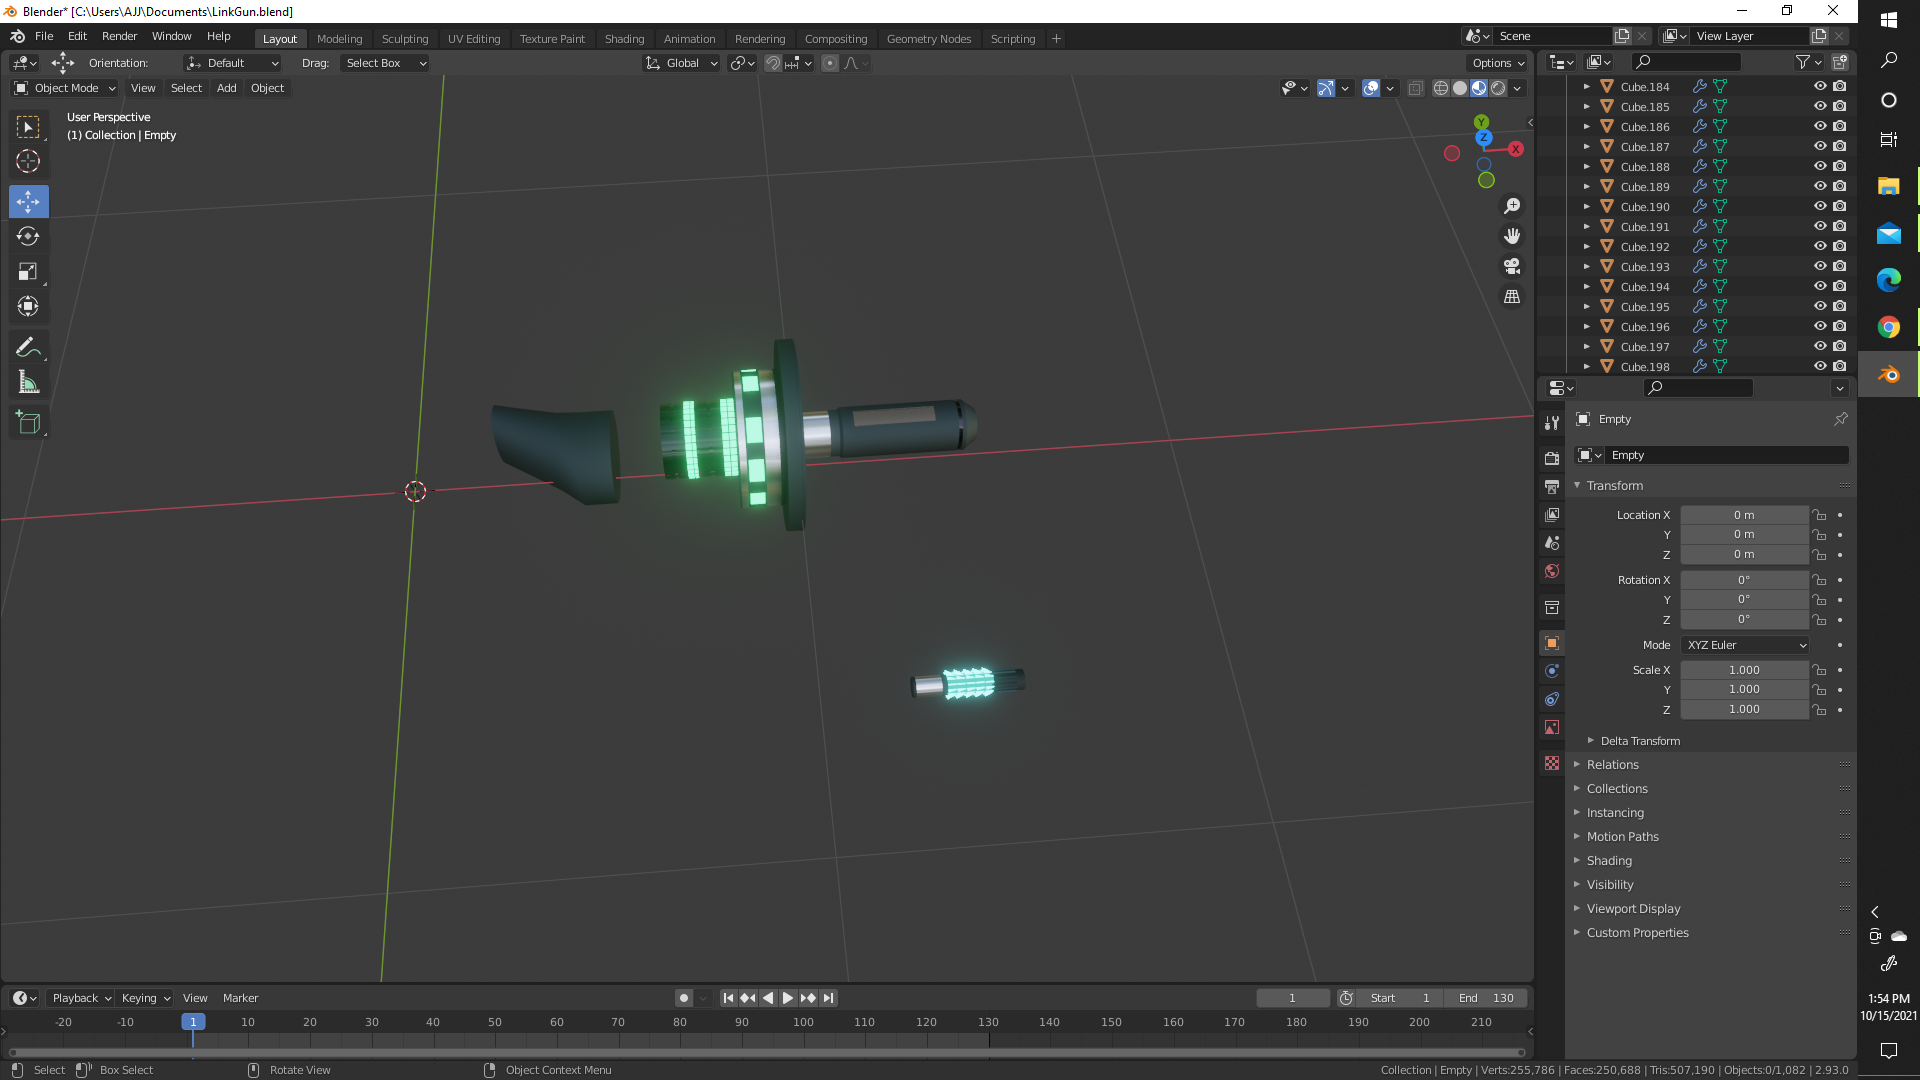 Blender* [C:\Users\AJJ\Documents\LinkGun.blend]
File Edit Render Window Help
Layout Modeling Sculpting UV Editing Texture Paint Shading Animation Rendering Compositing Geometry Nodes Scripting +
Scene
View Layer
Orientation: Default Drag: Select Box
Global
Options
Object Mode View Select Add Object
User Perspective
(1) Collection | Empty
Y
Z
X
Cube.184
Cube.185
Cube.186
Cube.187
Cube.188
Cube.189
Cube.190
Cube.191
Cube.192
Cube.193
Cube.194
Cube.195
Cube.196
Cube.197
Cube.198
Empty
Empty
Transform
Location X 0 m
Y 0 m
Z 0 m
Rotation X 0°
Y 0°
Z 0°
Mode XYZ Euler
Scale X 1.000
Y 1.000
Z 1.000
Delta Transform
Relations
Collections
Instancing
Motion Paths
Shading
Visibility
Viewport Display
Custom Properties
Playback Keying View Marker
1
Start 1
End 130
-20 -10 1 10 20 30 40 50 60 70 80 90 100 110 120 130 140 150 160 170 180 190 200 210
Select Box Select Rotate View Object Context Menu
Collection | Empty | Verts:255,786 | Faces:250,688 | Tris:507,190 | Objects:0/1,082 | 2.93.0
1:54 PM
10/15/2021